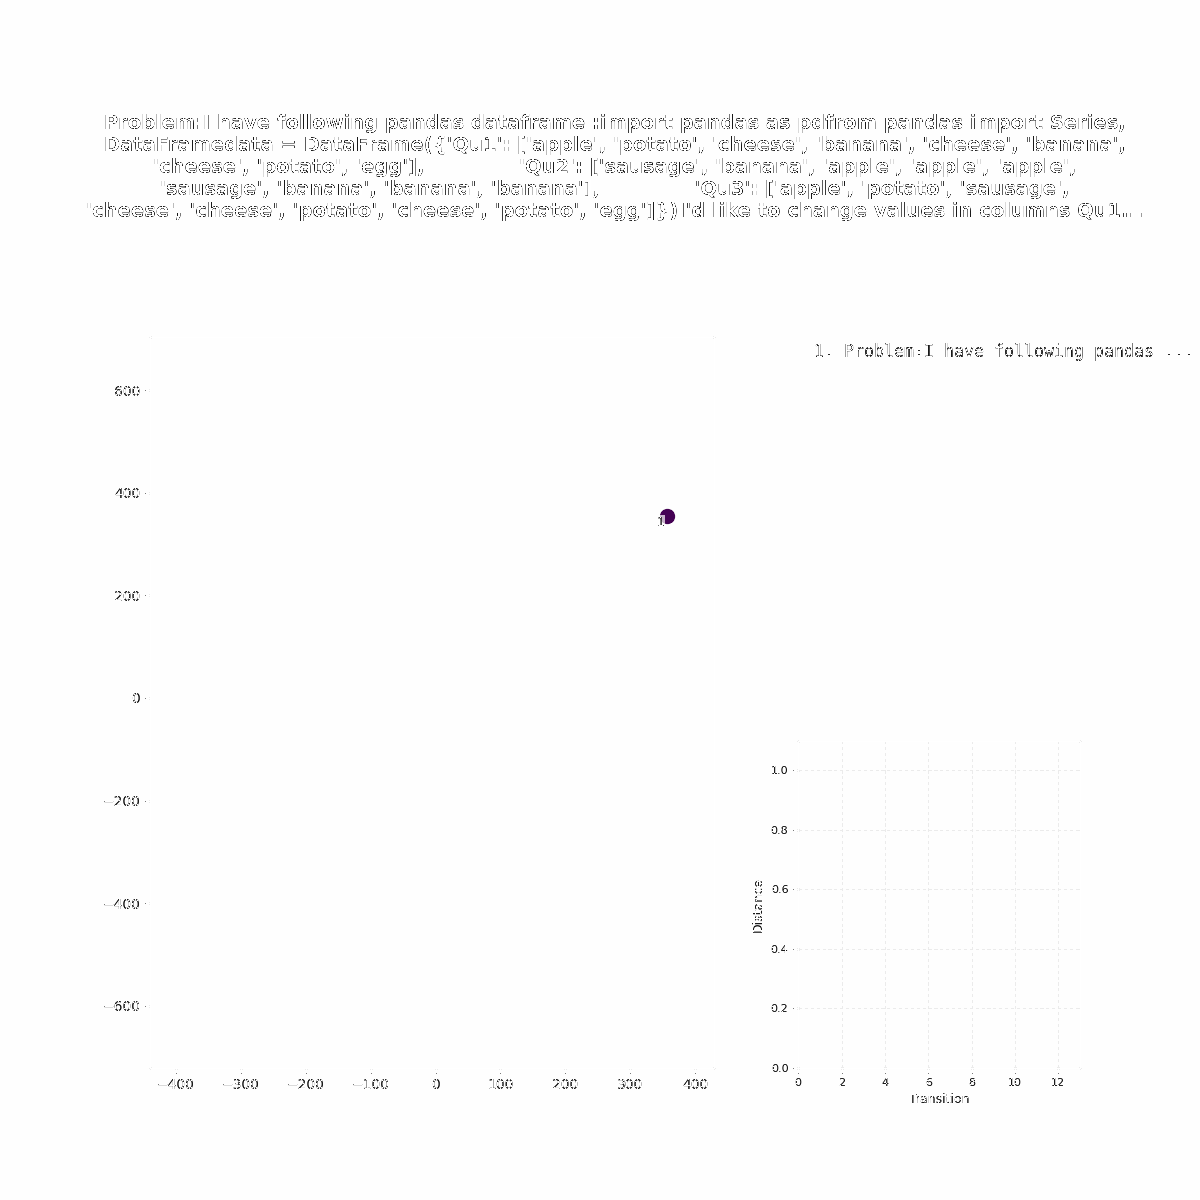 Problem:I have following pandas dataframe :import pandas as pdfrom pandas import Series,
DataFramedata = DataFrame({'Qu1': ['apple', 'potato', 'cheese', 'banana', 'cheese', 'banana',
'cheese', 'potato', 'egg'], 'Qu2': ['sausage', 'banana', 'apple', 'apple', 'apple',
'sausage', 'banana', 'banana', 'banana'], 'Qu3': ['apple', 'potato', 'sausage',
'cheese', 'cheese', 'potato', 'cheese', 'potato', 'egg']})I'd like to change values in columns Qu1...
1. Problem:I have following pandas ...
600
400
1
200
0
−200
−400
−600
−400 −300 −200 −100 0 100 200 300 400
1.0
0.8
0.6
0.4
0.2
0.0
Distance
0 2 4 6 8 10 12
Transition